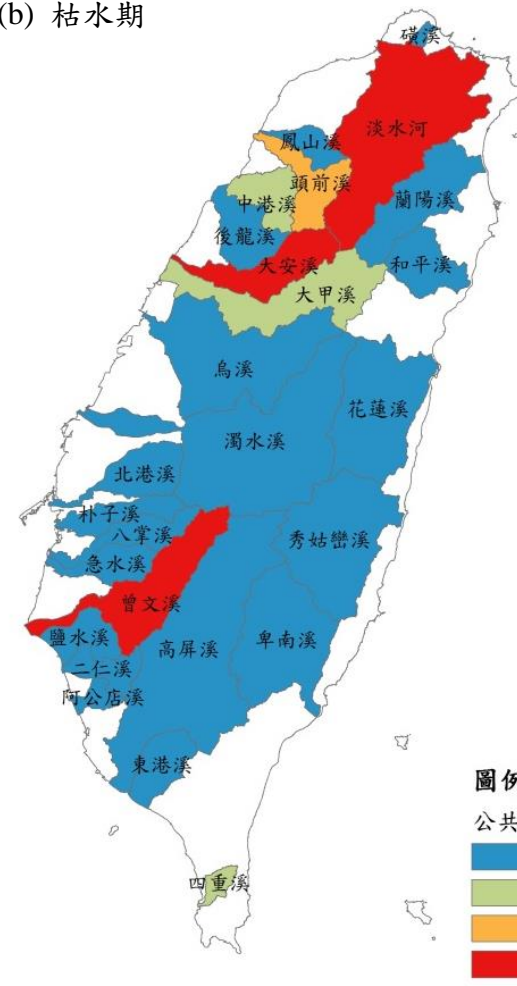 (b) 枯水期
磺溪
淡水河
鳳山溪
頭前溪
中港溪
蘭陽溪
後龍溪
大安溪
和平溪
大甲溪
烏溪
花蓮溪
濁水溪
北港溪
朴子溪
八掌溪
秀姑巒溪
急水溪
曾文溪
鹽水溪
高屏溪
卑南溪
二仁溪
阿公店溪
東港溪
圖例
公共
四重溪